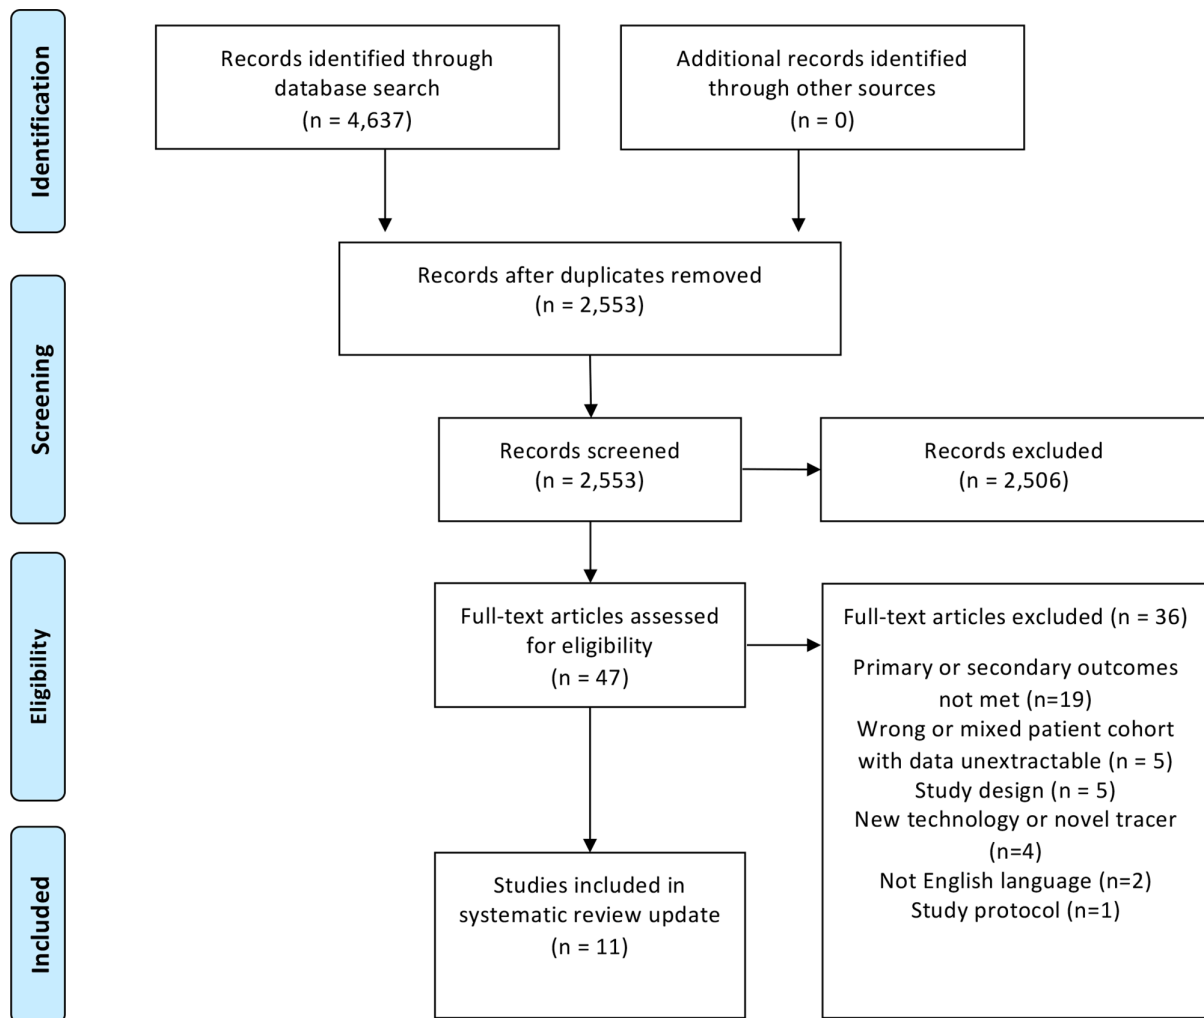 Identification
Records identified through
database search
(n = 4,637)
Additional records identified
through other sources
(n = 0)
Records after duplicates removed
(n = 2,553)
Screening
Records screened
(n = 2,553)
Records excluded
(n = 2,506)
Eligibility
Full-text articles assessed
for eligibility
(n = 47)
Full-text articles excluded (n = 36)
Primary or secondary outcomes
not met (n=19)
Wrong or mixed patient cohort
with data unextractable (n = 5)
Study design (n = 5)
New technology or novel tracer
(n=4)
Not English language (n=2)
Study protocol (n=1)
Included
Studies included in
systematic review update
(n = 11)